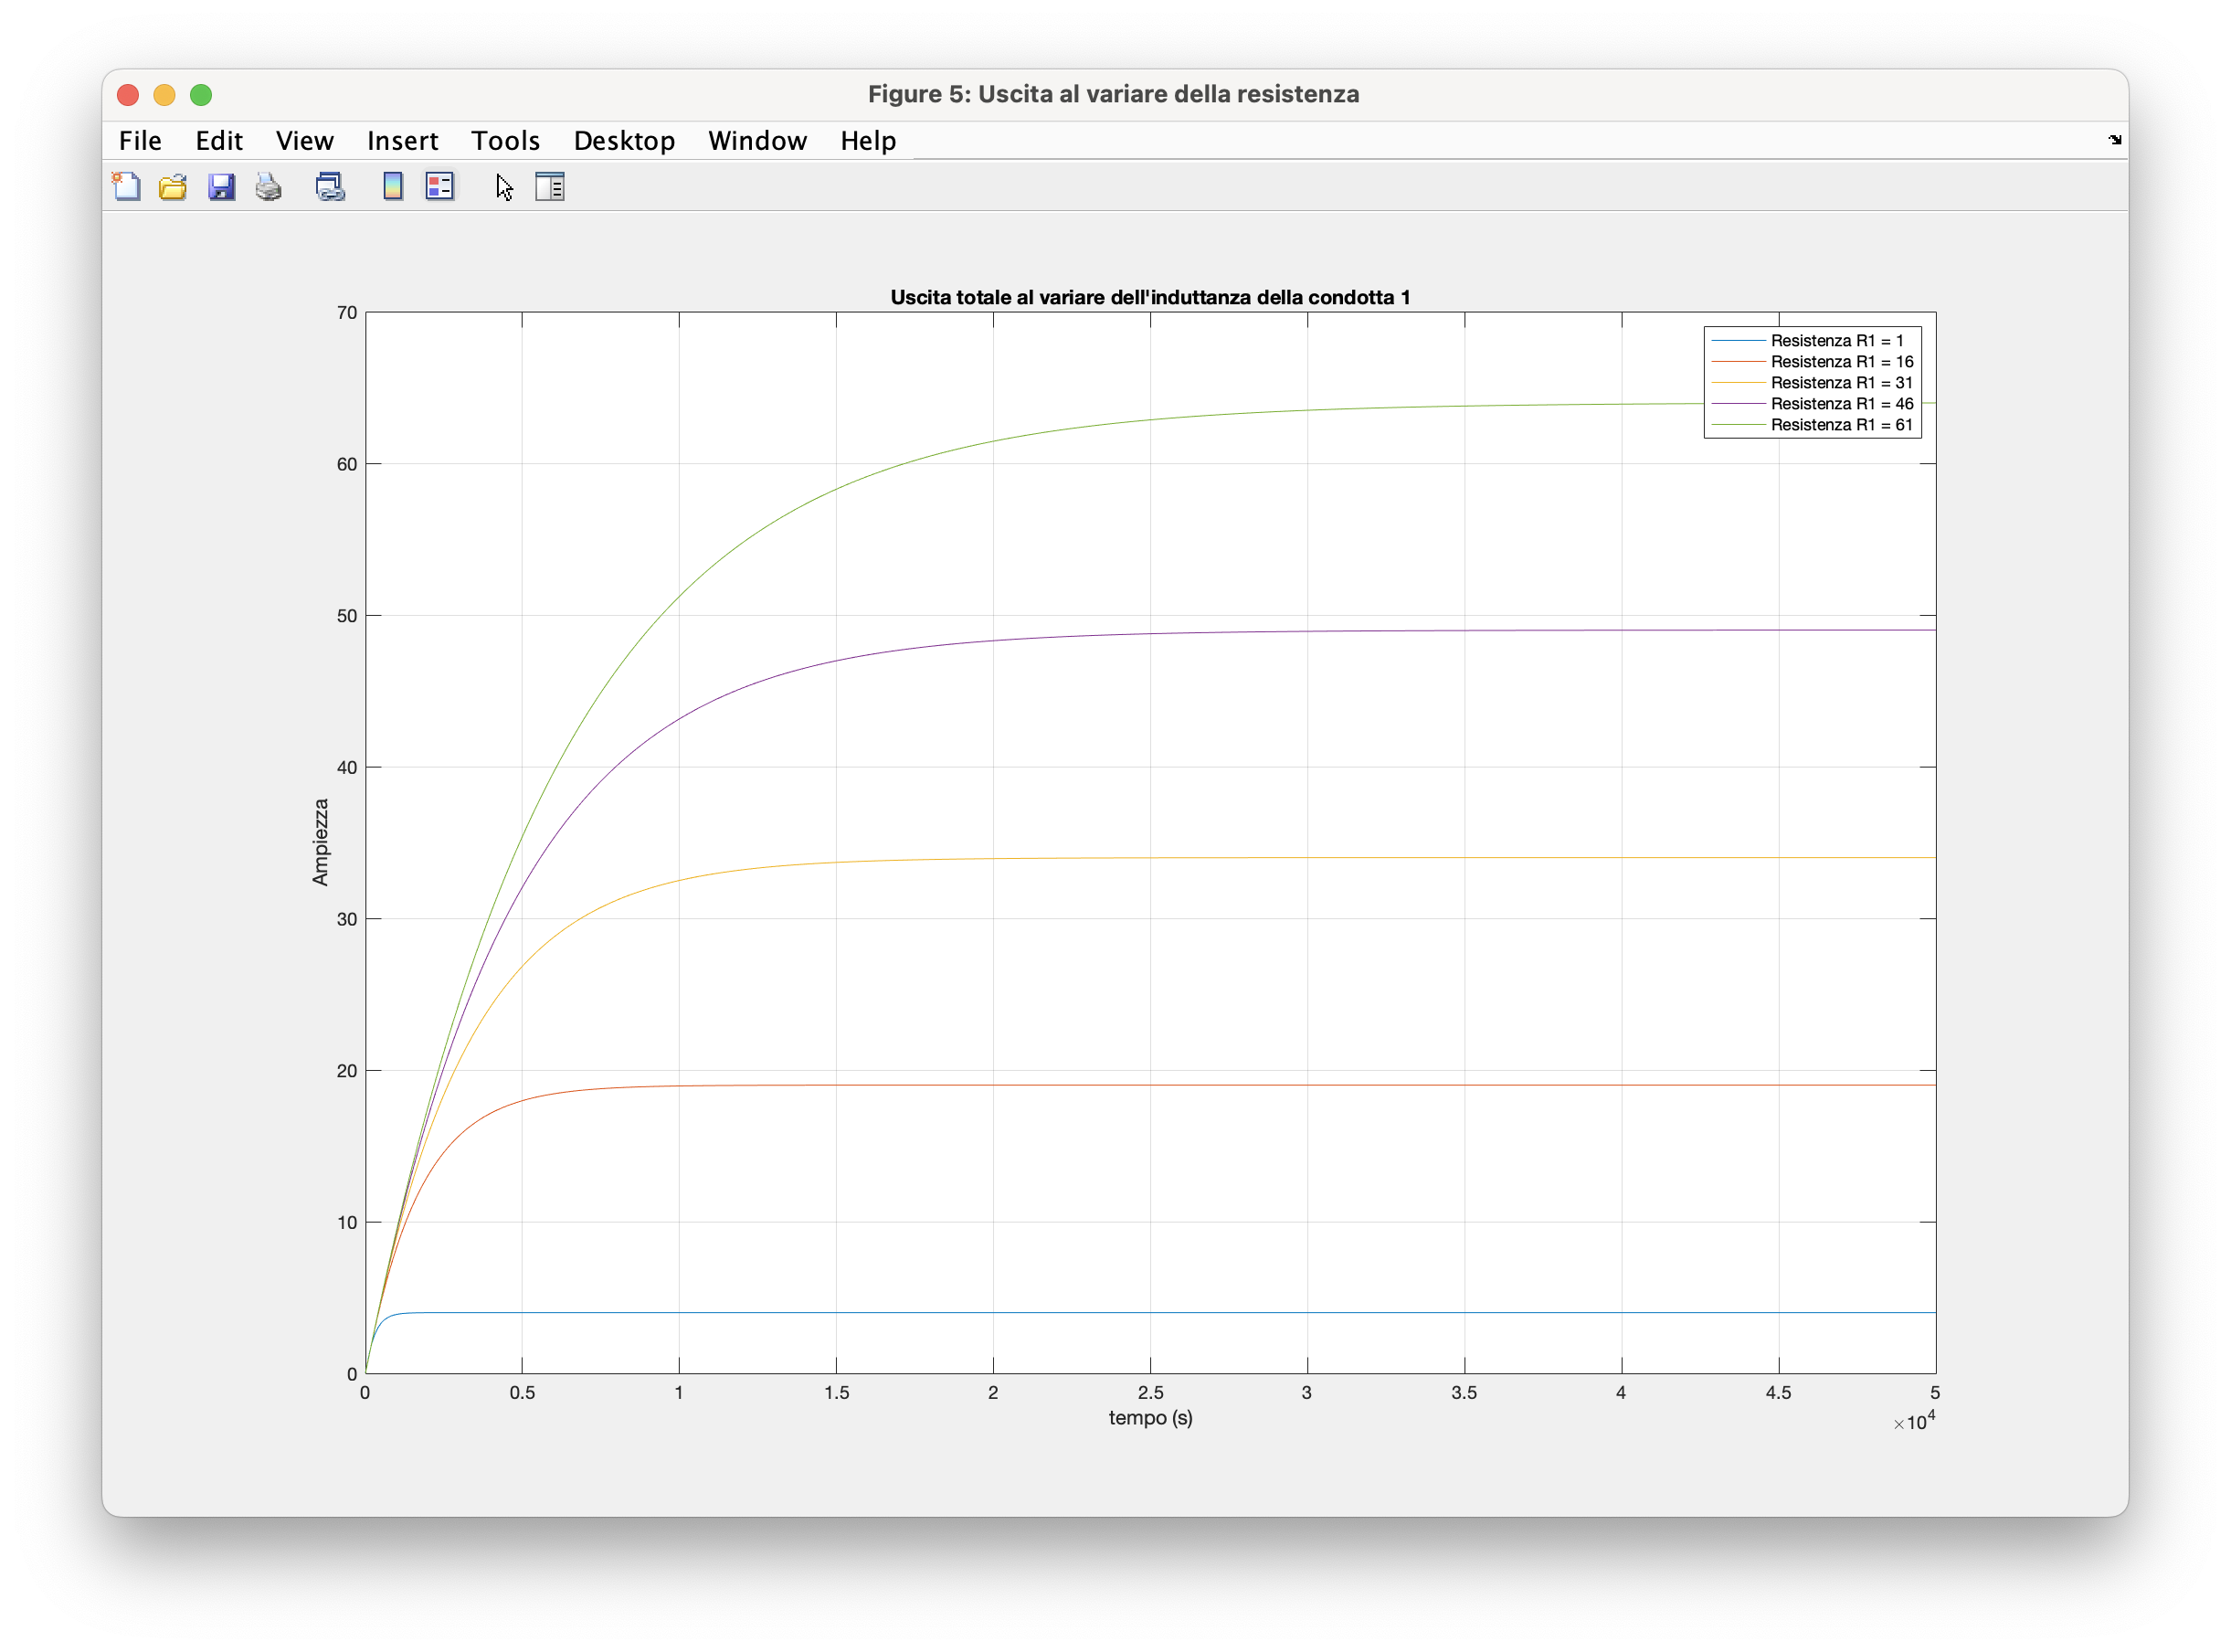 Figure 5: Uscita al variare della resistenza
File Edit View Insert Tools Desktop Window Help
Uscita totale al variare dell'induttanza della condotta 1
70
60
50
40
30
20
10
0
Ampiezza
Resistenza R1 = 1
Resistenza R1 = 16
Resistenza R1 = 31
Resistenza R1 = 46
Resistenza R1 = 61
0 0.5 1 1.5 2 2.5 3 3.5 4 4.5 5
tempo (s)
×10^4